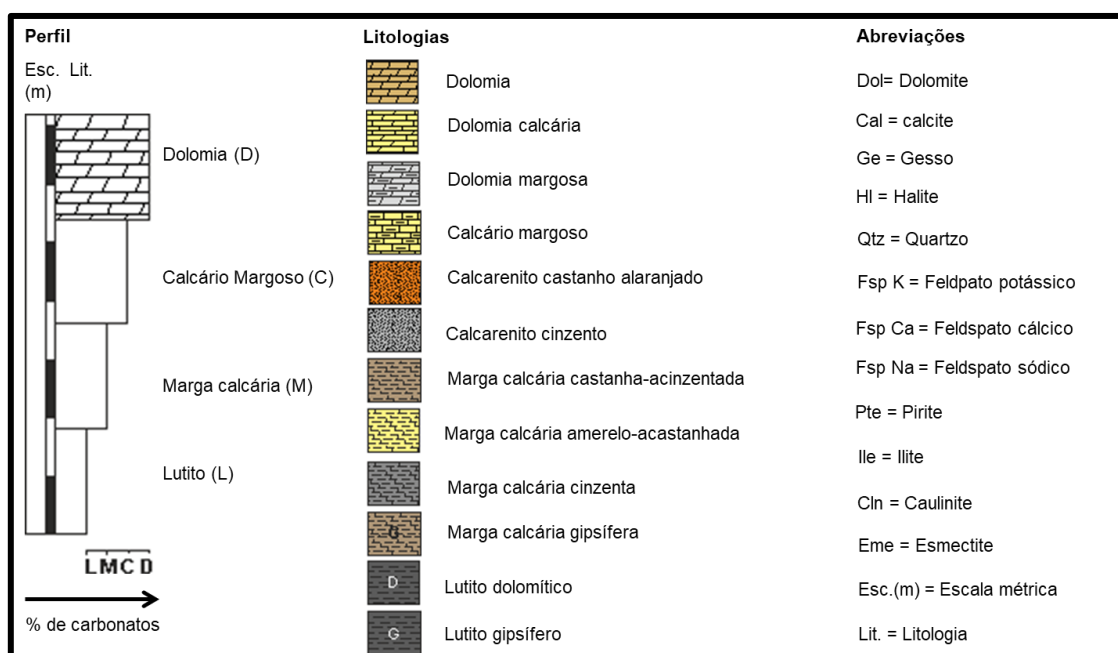 Perfil
Esc. Lit.
(m)
Dolomia (D)
Calcário Margoso (C)
Marga calcária (M)
Lutito (L)
L M C D
% de carbonatos
Litologias
Dolomia
Dolomia calcária
Dolomia margosa
Calcário margoso
Calcarenito castanho alaranjado
Calcarenito cinzento
Marga calcária castanha-acinzentada
Marga calcária amerelo-acastanhada
Marga calcária cinzenta
G
Marga calcária gipsífera
D
Lutito dolomítico
G
Lutito gipsífero
Abreviações
Dol= Dolomite
Cal = calcite
Ge = Gesso
Hl = Halite
Qtz = Quartzo
Fsp K = Feldpato potássico
Fsp Ca = Feldspato cálcico
Fsp Na = Feldspato sódico
Pte = Pirite
Ile = Ilite
Cln = Caulinite
Eme = Esmectite
Esc.(m) = Escala métrica
Lit. = Litologia